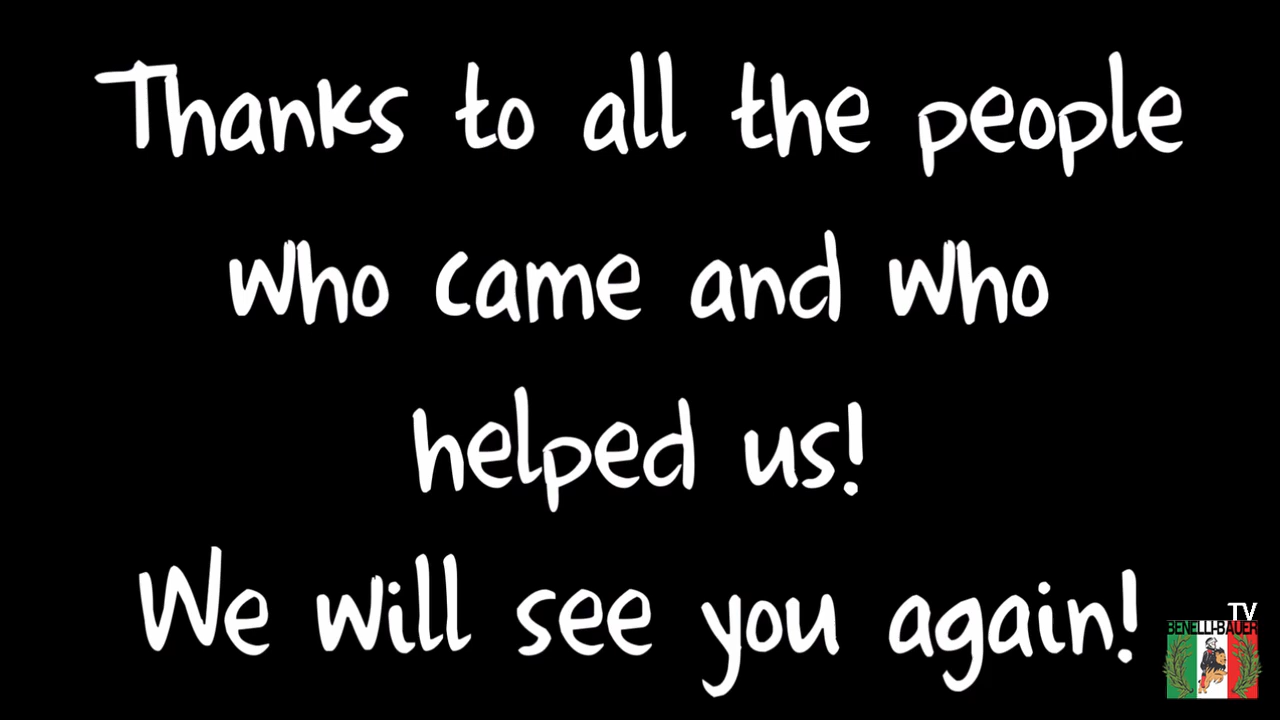 Thanks to all the people
who came and who
helped us!
We will see you again!
TV
BENELLI-BAUER